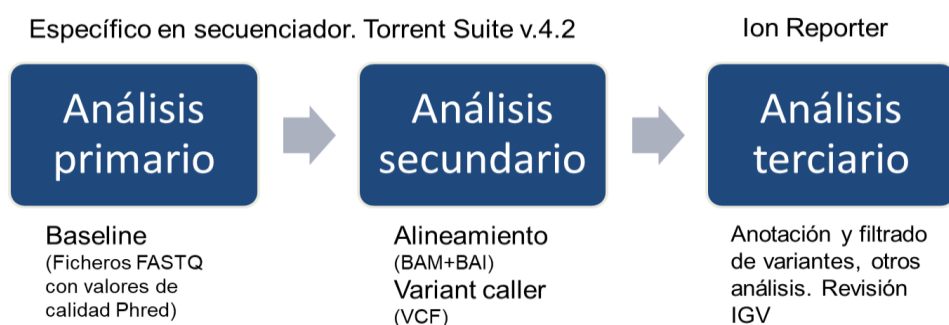 Específico en secuenciador. Torrent Suite v.4.2
Ion Reporter
Análisis
primario
Análisis
secundario
Análisis
terciario
Baseline
(Ficheros FASTQ
con valores de
calidad Phred)
Alineamiento
(BAM+BAI)
Variant caller
(VCF)
Anotación y filtrado
de variantes, otros
análisis. Revisión
IGV